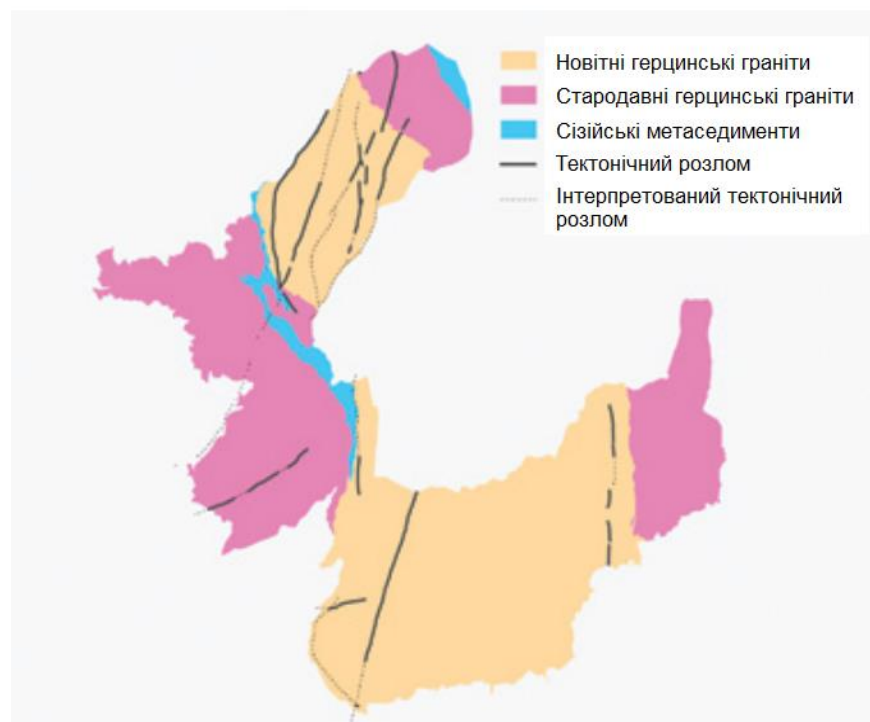 Новітні герцинські граніти
Стародавні герцинські граніти
Сізійські метаседименти
Тектонічний розлом
Інтерпретований тектонічний
розлом